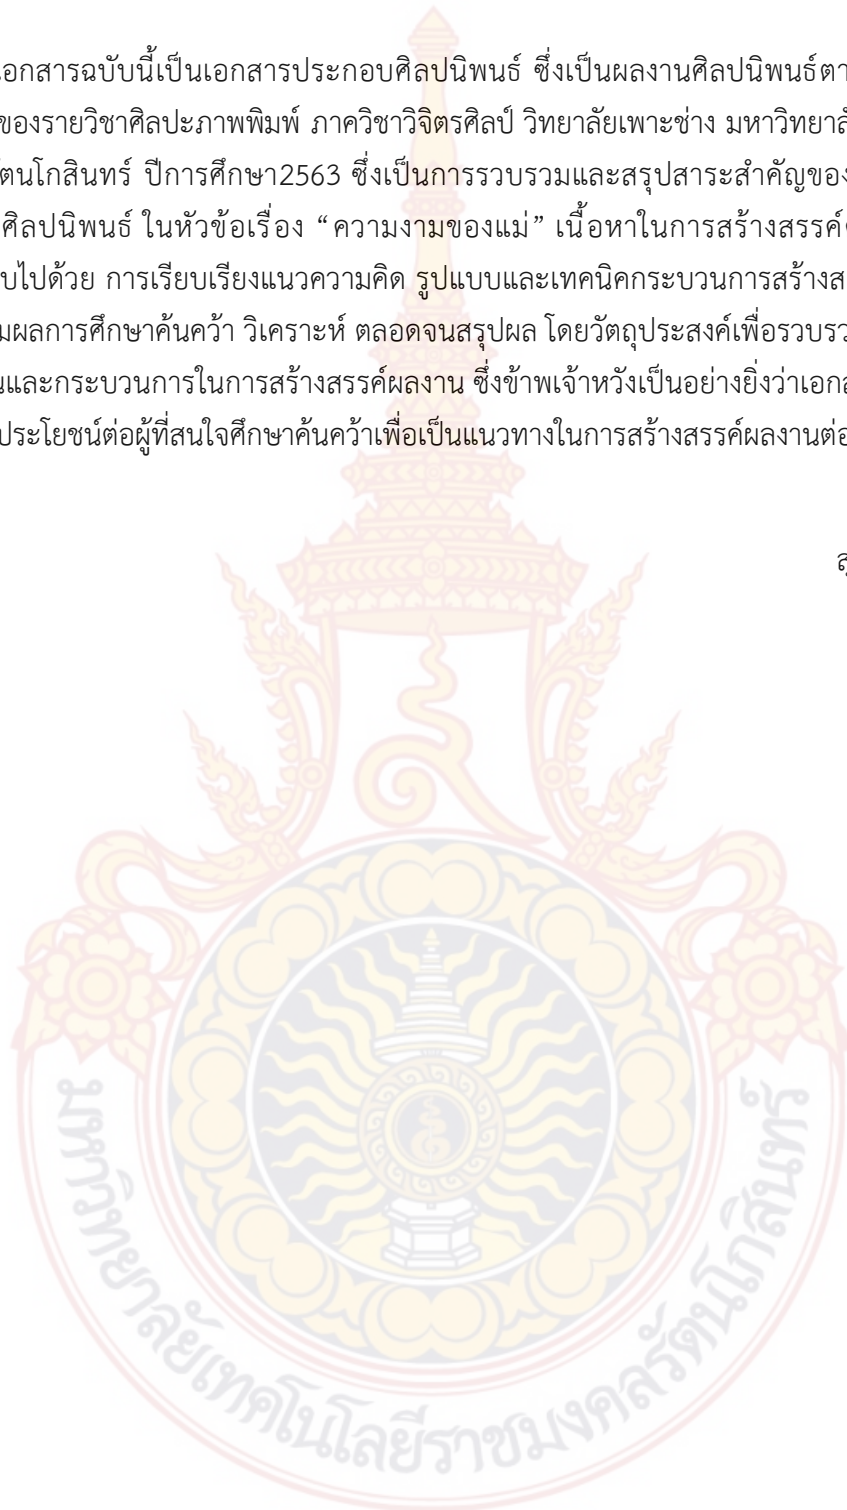 อกสารฉบับนี้เป็นเอกสารประกอบศิลปนิพนธ์ ซึ่งเป็นผลงานศิลปนิพนธ์ตา
ของรายวิชาศิลปะภาพพิมพ์ ภาควิชาวิจิตรศิลป์ วิทยาลัยเพาะช่าง มหาวิทยาลั
ัตนโกสินทร์ ปีการศึกษา2563 ซึ่งเป็นการรวบรวมและสรุปสาระสำคัญของ
ศิลปนิพนธ์ ในหัวข้อเรื่อง “ความงามของแม่” เนื้อหาในการสร้างสรรค์
บไปด้วย การเรียบเรียงแนวความคิด รูปแบบและเทคนิคกระบวนการสร้างส
มผลการศึกษาค้นคว้า วิเคราะห์ ตลอดจนสรุปผล โดยวัตถุประสงค์เพื่อรวบรว
นและกระบวนการในการสร้างสรรค์ผลงาน ซึ่งข้าพเจ้าหวังเป็นอย่างยิ่งว่าเอกส
ประโยชน์ต่อผู้ที่สนใจศึกษาค้นคว้าเพื่อเป็นแนวทางในการสร้างสรรค์ผลงานต่อ
มหาวิทยาลัยเทคโนโลยีราชมงคลรัตนโกสินทร์